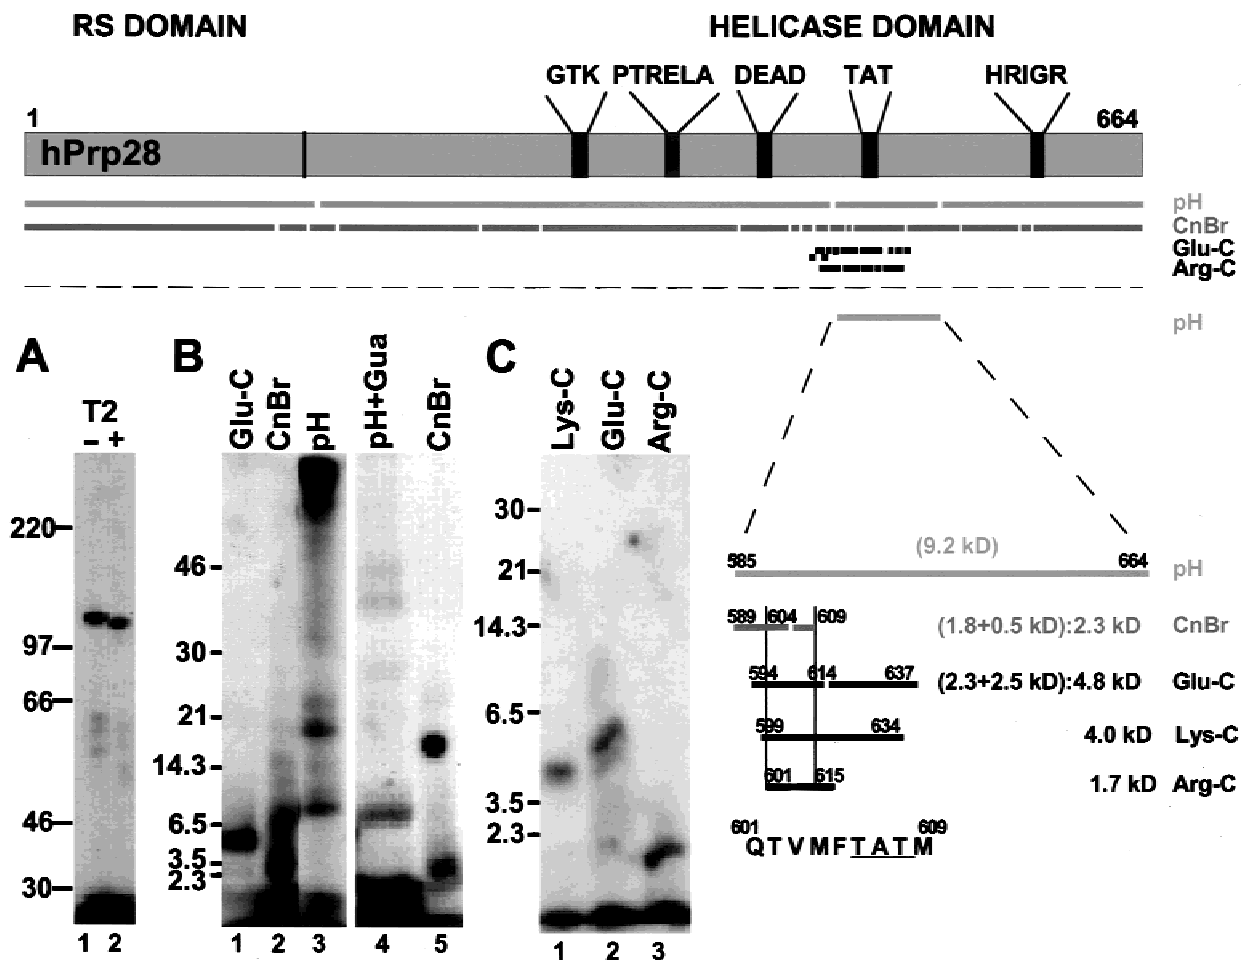 RS DOMAIN HELICASE DOMAIN
GTK PTRELA DEAD TAT HRIGR
1 664
hPrp28
pH
CnBr
Glu-C
Arg-C
pH
A B C
T2
- +
Glu-C CnBr pH pH+Gua CnBr
Lys-C Glu-C Arg-C
220
97
66
46
30
1 2
46
30
21
14.3
6.5
3.5
2.3
1 2 3 4 5
30
21
14.3
6.5
3.5
2.3
1 2 3
(9.2 kD)
585 664 pH
589 604 609 (1.8+0.5 kD):2.3 kD CnBr
594 614 637 (2.3+2.5 kD):4.8 kD Glu-C
599 634 4.0 kD Lys-C
601 615 1.7 kD Arg-C
601 609
QTVMFTATM